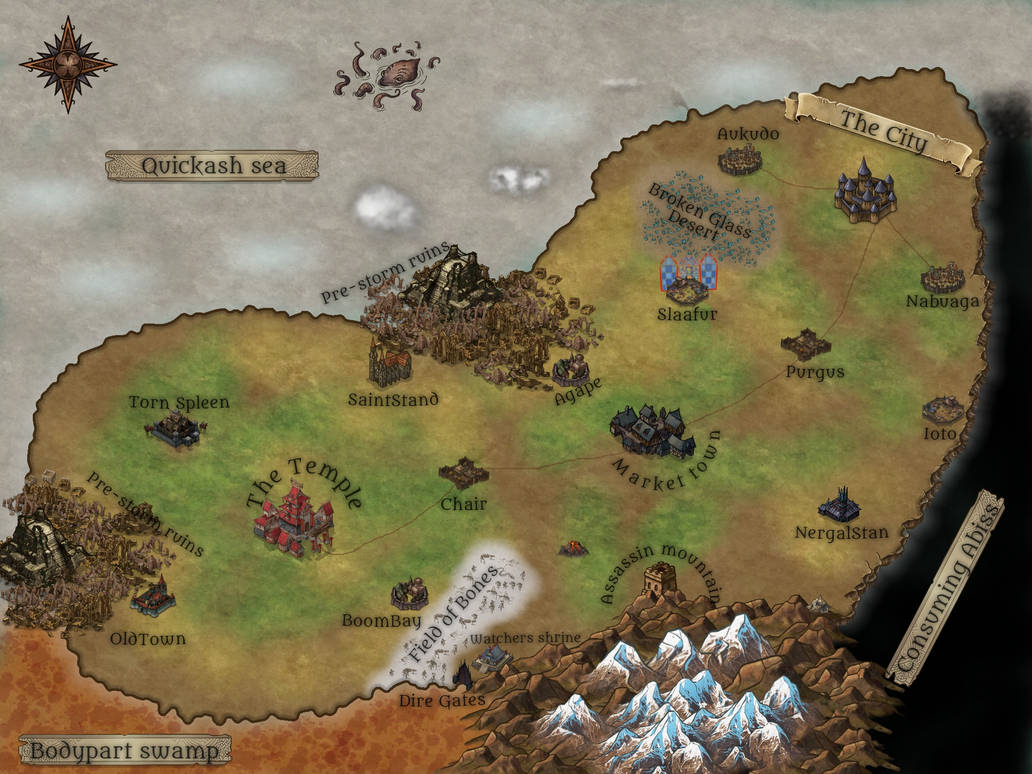 The City
Aukudo
Quickash sea
Broken Glass
Desert
Pre-storm ruins
Nabuaga
Slaafur
Purgus
Agape
SaintStand
Torn Spleen
Ioto
Market town
The Temple
Chair
Pre-storm ruins
NergalStan
Consuming Abiss
Assassin mountain
Field of Bones
BoomBay
OldTown
Watchers shrine
Dire Gates
Bodypart swamp